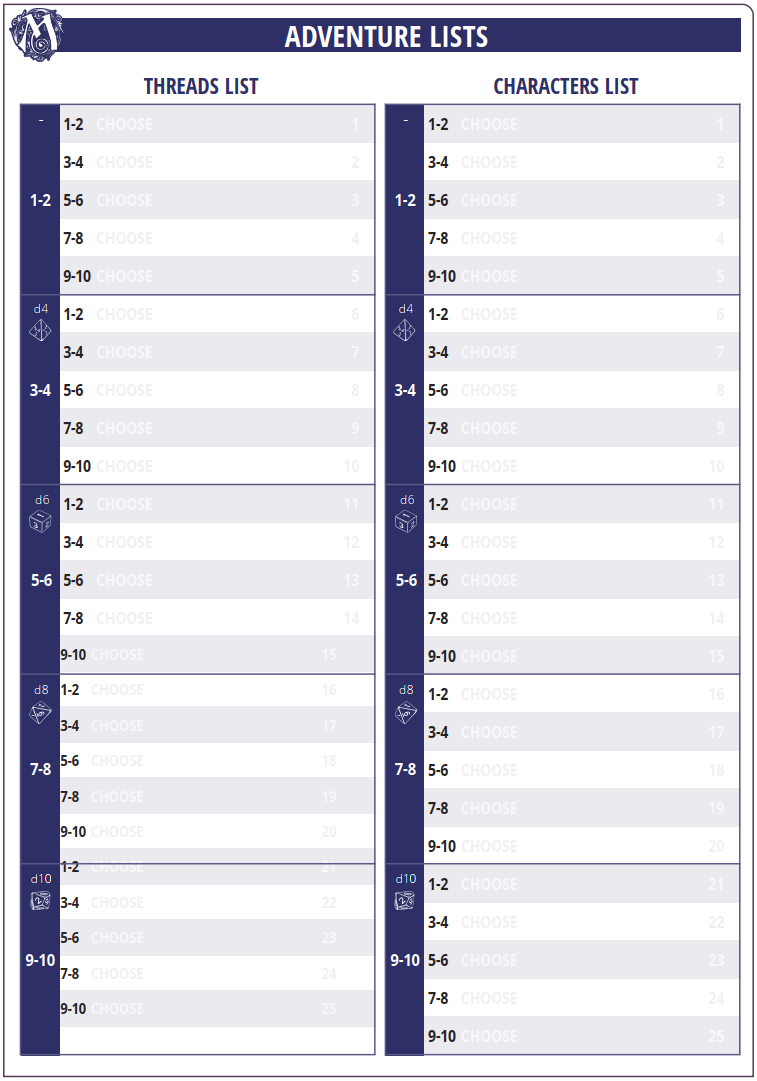 M
ADVENTURE LISTS
THREADS LIST
-
1-2 CHOOSE 1
3-4 CHOOSE 2
1-2
5-6 CHOOSE 3
7-8 CHOOSE 4
9-10 CHOOSE 5
d4
1-2 CHOOSE 6
3-4 CHOOSE 7
3-4
5-6 CHOOSE 8
7-8 CHOOSE 9
9-10 CHOOSE 10
d6
1-2 CHOOSE 11
3-4 CHOOSE 12
5-6
5-6 CHOOSE 13
7-8 CHOOSE 14
9-10 CHOOSE 15
d8
1-2 CHOOSE 16
3-4 CHOOSE 17
5-6 CHOOSE 18
7-8
7-8 CHOOSE 19
9-10 CHOOSE 20
1-2 CHOOSE 21
d10
3-4 CHOOSE 22
5-6 CHOOSE 23
9-10
7-8 CHOOSE 24
9-10 CHOOSE 25
CHARACTERS LIST
-
1-2 CHOOSE 1
3-4 CHOOSE 2
1-2
5-6 CHOOSE 3
7-8 CHOOSE 4
9-10 CHOOSE 5
d4
1-2 CHOOSE 6
3-4 CHOOSE 7
3-4
5-6 CHOOSE 8
7-8 CHOOSE 9
9-10 CHOOSE 10
d6
1-2 CHOOSE 11
3-4 CHOOSE 12
5-6
5-6 CHOOSE 13
7-8 CHOOSE 14
9-10 CHOOSE 15
d8
1-2 CHOOSE 16
3-4 CHOOSE 17
7-8
5-6 CHOOSE 18
7-8 CHOOSE 19
9-10 CHOOSE 20
d10
1-2 CHOOSE 21
3-4 CHOOSE 22
9-10
5-6 CHOOSE 23
7-8 CHOOSE 24
9-10 CHOOSE 25